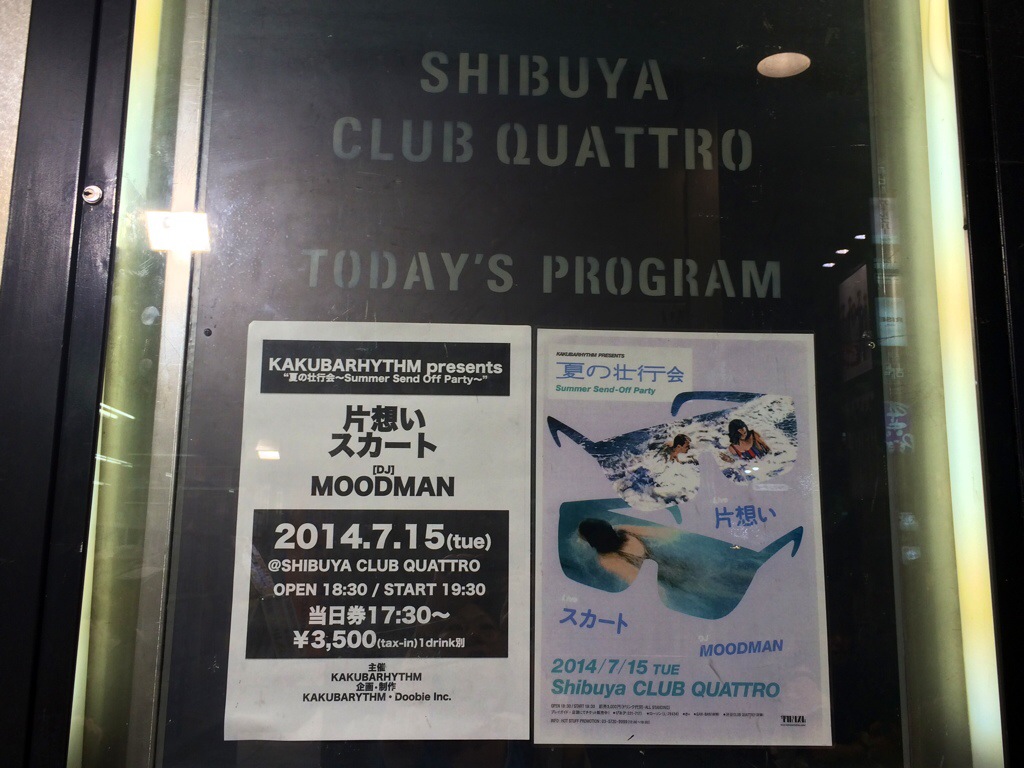 SHIBUYA
CLUB QUATTRO
TODAY'S PROGRAM
KAKUBARHYTHM presents
“夏の壮行会～Summer Send Off Party～”
片想い
スカート
[DJ]
MOODMAN
2014.7.15(tue)
@SHIBUYA CLUB QUATTRO
OPEN 18:30 / START 19:30
当日券17:30～
¥3,500(tax-in)1drink別
主催
KAKUBARHYTHM
企画・制作
KAKUBARYTHM・Doobie Inc.
KAKUBARHYTHM PRESENTS
夏の壮行会
Summer Send-Off Party
Live
片想い
Live
スカート
DJ
MOODMAN
2014/7/15 TUE
Shibuya CLUB QUATTRO